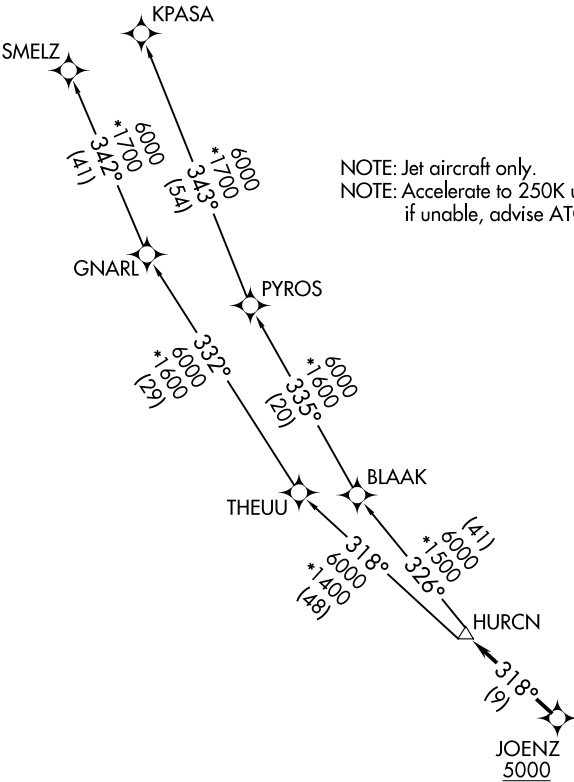 KPASA
SMELZ
6000
*1700
342°
(41)
6000
*1700
343°
(54)
NOTE: Jet aircraft only.
NOTE: Accelerate to 250K
if unable, advise
GNARL
PYROS
332°
6000
*1600
(29)
6000
*1600
335°
(20)
BLAAK
THEUU
318°
6000
*1400
(48)
(41)
6000
*1500
326°
HURCN
318°
(9)
JOENZ
5000